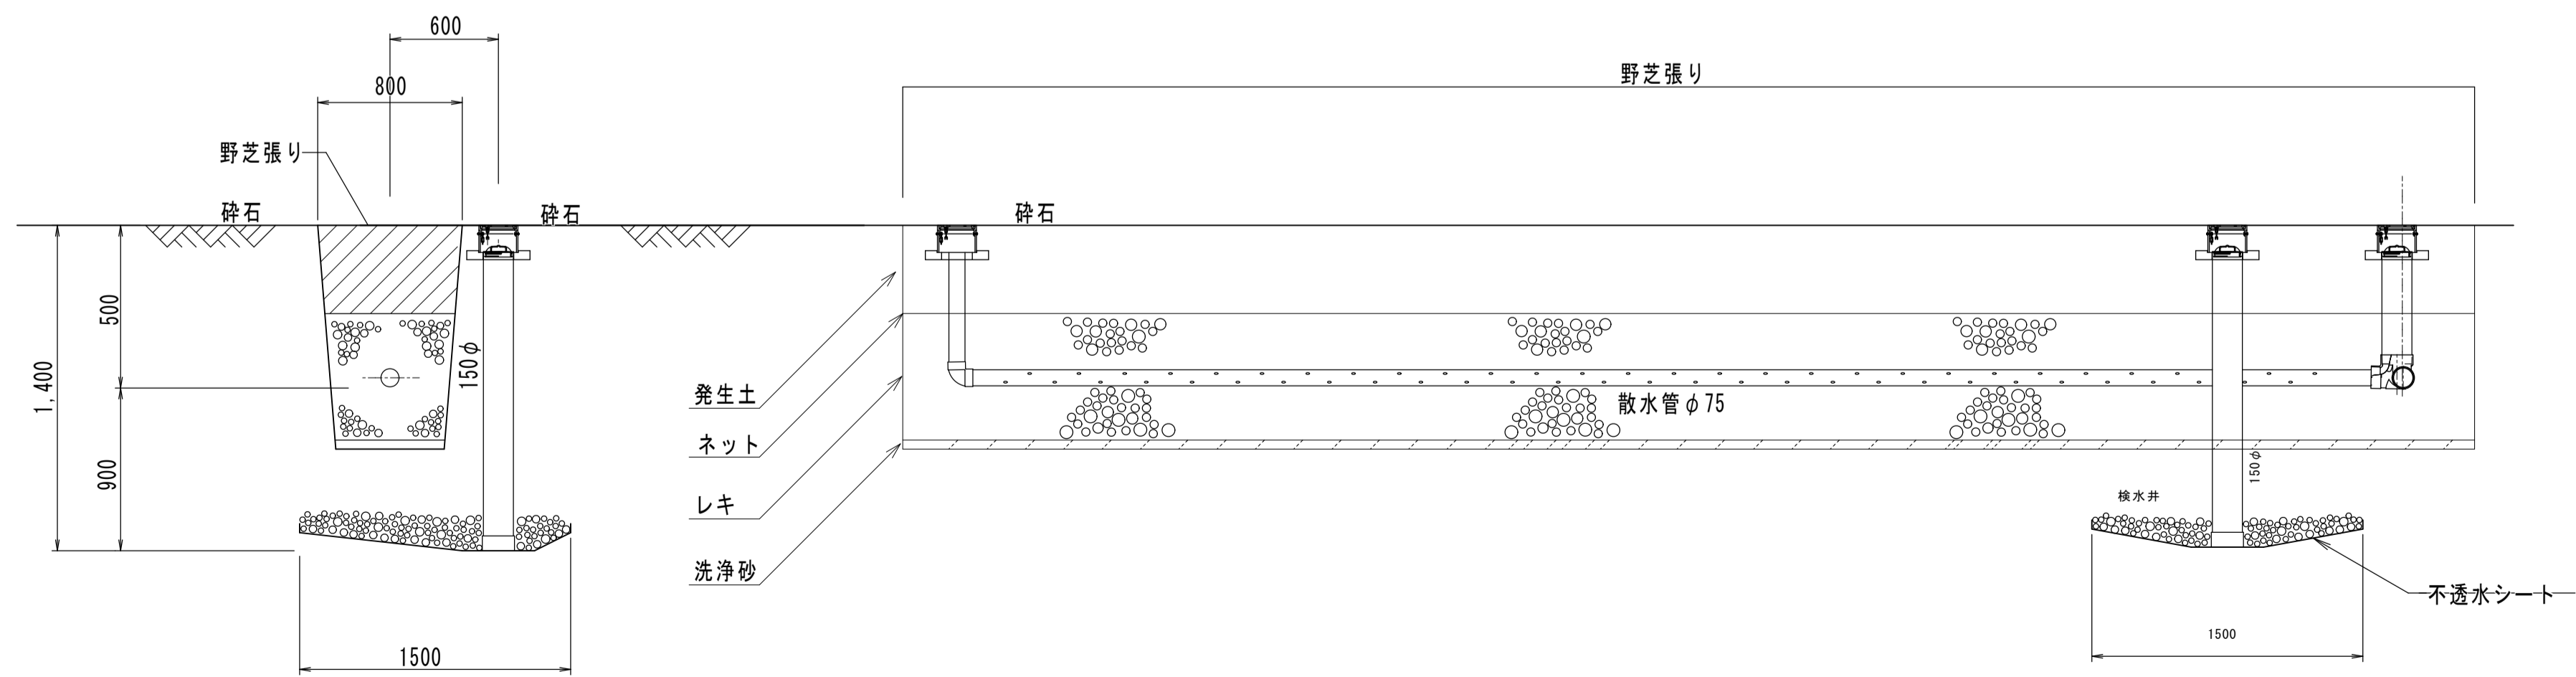 600
800
野芝張り
野芝張り
砕石
砕石
砕石
500
1,400
900
150φ
発生土
ネット
レキ
洗浄砂
散水管φ75
150φ
検水井
不透水シート
1500
1500